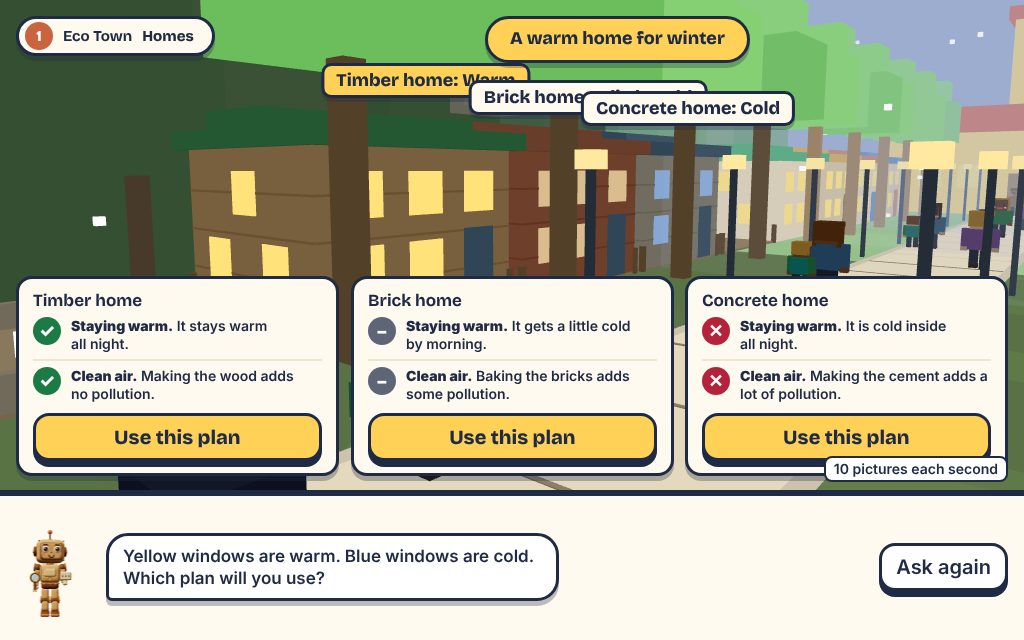 1 Eco Town Homes
A warm home for winter
Timber home: Warm
Brick home
Concrete home: Cold
Timber home
Staying warm. It stays warm
all night.
Clean air. Making the wood adds
no pollution.
Use this plan
Brick home
Staying warm. It gets a little cold
by morning.
Clean air. Baking the bricks adds
some pollution.
Use this plan
Concrete home
Staying warm. It is cold inside
all night.
Clean air. Making the cement adds a
lot of pollution.
Use this plan
10 pictures each second
Yellow windows are warm. Blue windows are cold.
Which plan will you use?
Ask again